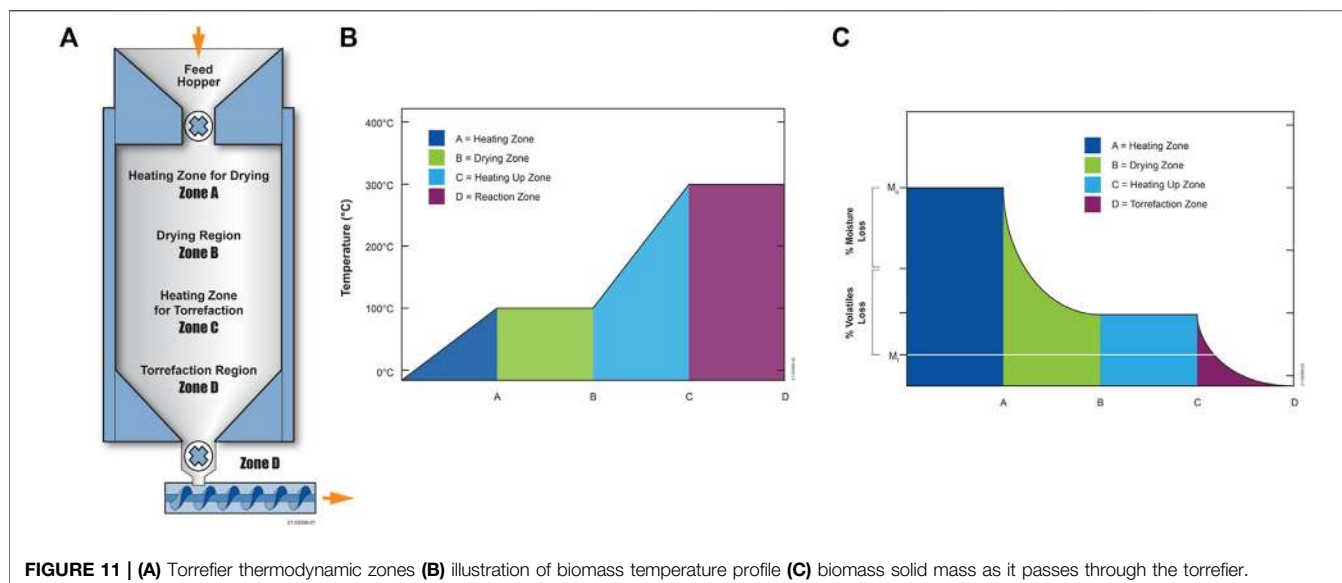 A
Feed
Hopper
Heating Zone for Drying
Zone A
Drying Region
Zone B
Heating Zone
for Torrefaction
Zone C
Torrefaction Region
Zone D
Zone D
B
400°C
300°C
200°C
100°C
0°C
Temperature (°C)
A = Heating Zone
B = Drying Zone
C = Heating Up Zone
D = Reaction Zone
A
B
C
D
C
% Moisture
Loss
% Volatiles
Loss
A = Heating Zone
B = Drying Zone
C = Heating Up Zone
D = Torrefaction Zone
A
B
C
D
FIGURE 11 | (A) Torrefier thermodynamic zones (B) illustration of biomass temperature profile (C) biomass solid mass as it passes through the torrefier.